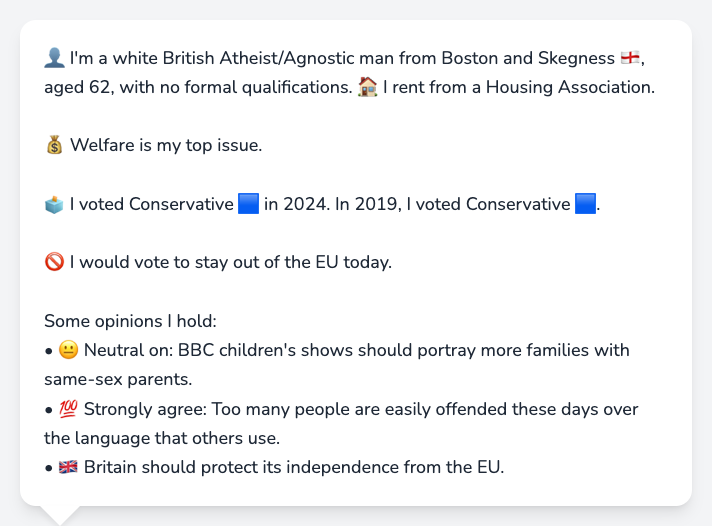 👤 I'm a white British Atheist/Agnostic man from Boston and Skegness 🏴󠁧󠁢󠁥󠁮󠁧󠁿,
aged 62, with no formal qualifications. 🏠 I rent from a Housing Association.
💰 Welfare is my top issue.
🗳️ I voted Conservative 🟦 in 2024. In 2019, I voted Conservative 🟦.
🚫 I would vote to stay out of the EU today.
Some opinions I hold:
• 😐 Neutral on: BBC children's shows should portray more families with
same-sex parents.
• 💯 Strongly agree: Too many people are easily offended these days over
the language that others use.
• 🇬🇧 Britain should protect its independence from the EU.